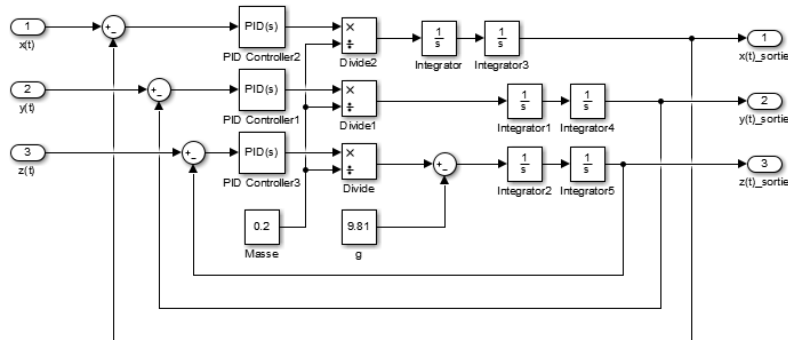 1
x(t)
PID(s)
PID Controller2
×
÷
Divide2
1
s
Integrator
1
s
Integrator3
1
x(t)_sortie
2
y(t)
PID(s)
PID Controller1
×
÷
Divide1
1
s
Integrator1
1
s
Integrator4
2
y(t)_sortie
3
z(t)
PID(s)
PID Controller3
×
÷
Divide
1
s
Integrator2
1
s
Integrator5
3
z(t)_sortie
0.2
Masse
9.81
g